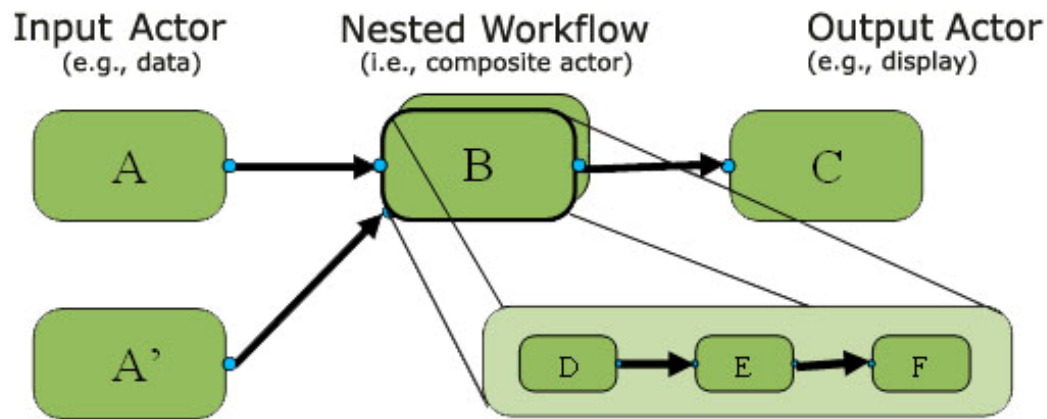 Input Actor
(e.g., data)
Nested Workflow
(i.e., composite actor)
Output Actor
(e.g., display)
A
B
C
A’
D
E
F